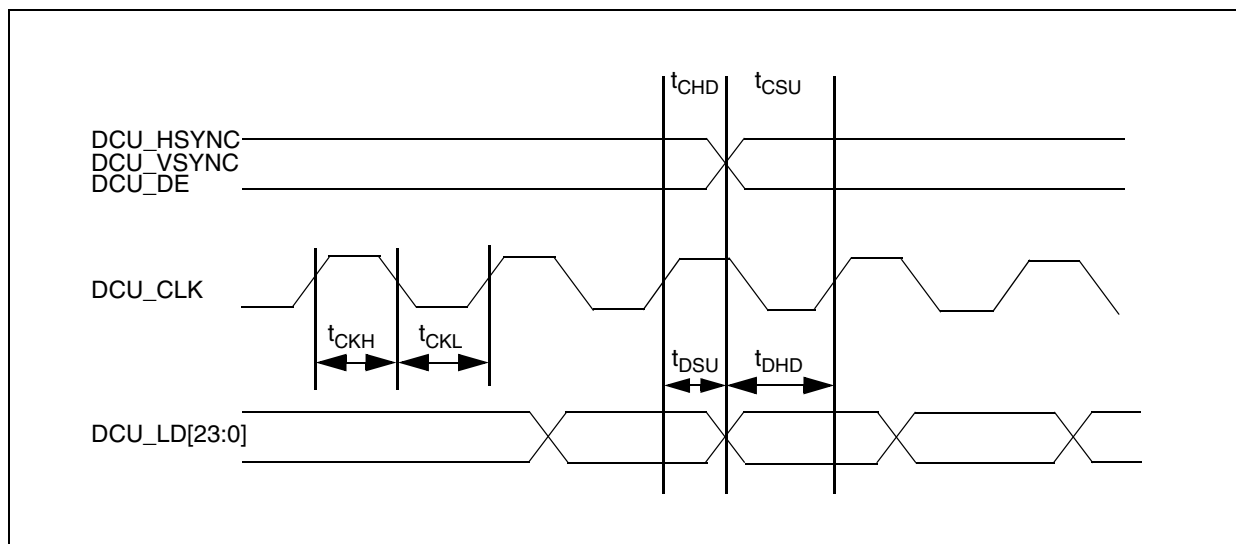 tCHD tCSU
DCU_HSYNC
DCU_VSYNC
DCU_DE
DCU_CLK
tCKH tCKL
tDSU tDHD
DCU_LD[23:0]